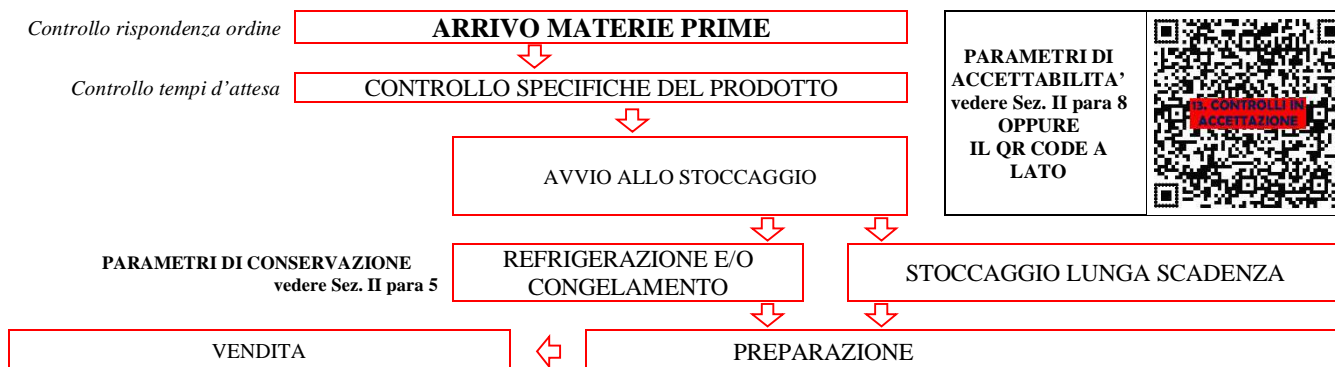 Controllo rispondenza ordine
ARRIVO MATERIE PRIME
Controllo tempi d'attesa
CONTROLLO SPECIFICHE DEL PRODOTTO
PARAMETRI DI
ACCETTABILITA'
vedere Sez. II para 8
OPPURE
IL QR CODE A
LATO
13. CONTROLLI IN
ACCETTAZIONE
AVVIO ALLO STOCCAGGIO
PARAMETRI DI CONSERVAZIONE
vedere Sez. II para 5
REFRIGERAZIONE E/O
CONGELAMENTO
STOCCAGGIO LUNGA SCADENZA
VENDITA
PREPARAZIONE